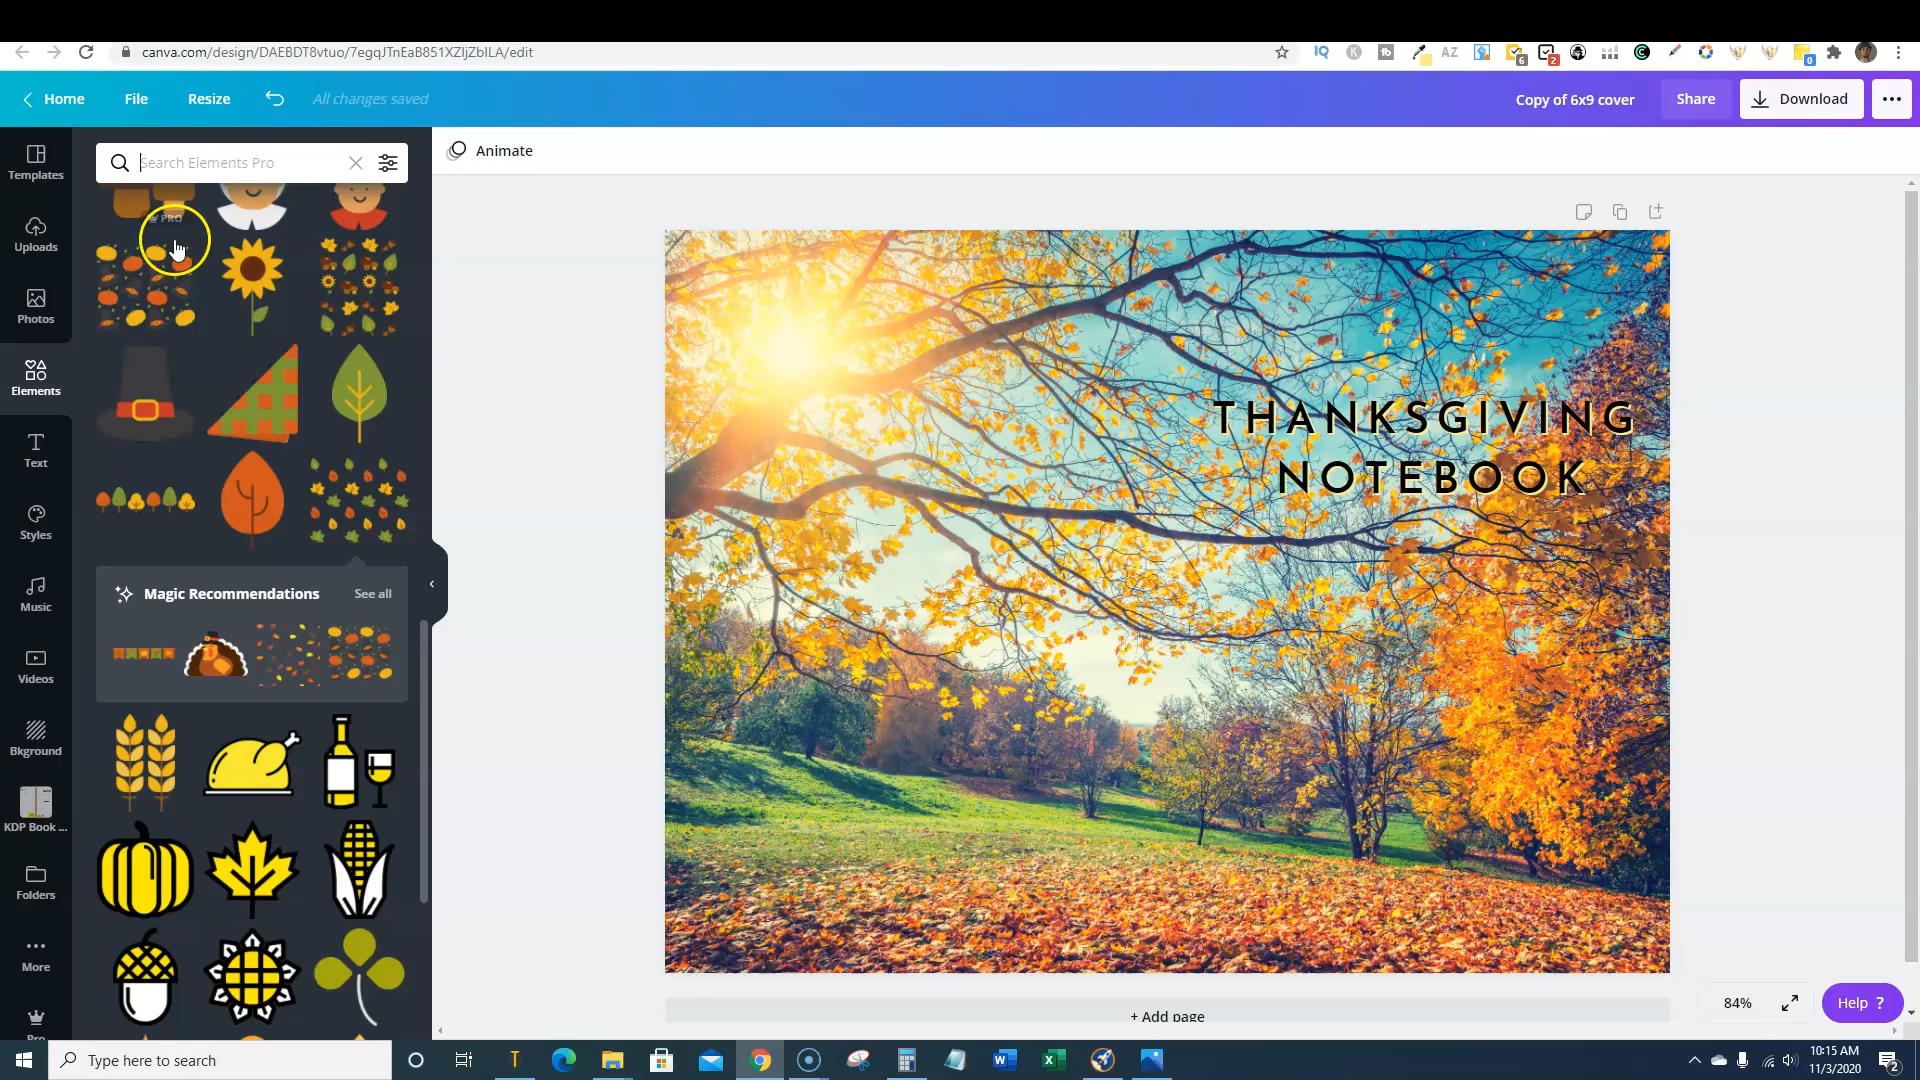 canva.com/design/DAEBDT8vtuo/7egqJTnEaB851XZIjZbILA/edit
Home
File
Resize
All changes saved
Copy of 6x9 cover
Share
Download
Templates
Uploads
Photos
Elements
Text
Styles
Music
Videos
Bkground
KDP Book ...
Folders
More
Search Elements Pro
PRO
Magic Recommendations
See all
Animate
THANKSGIVING
NOTEBOOK
+ Add page
84%
Help ?
Type here to search
10:15 AM
11/3/2020